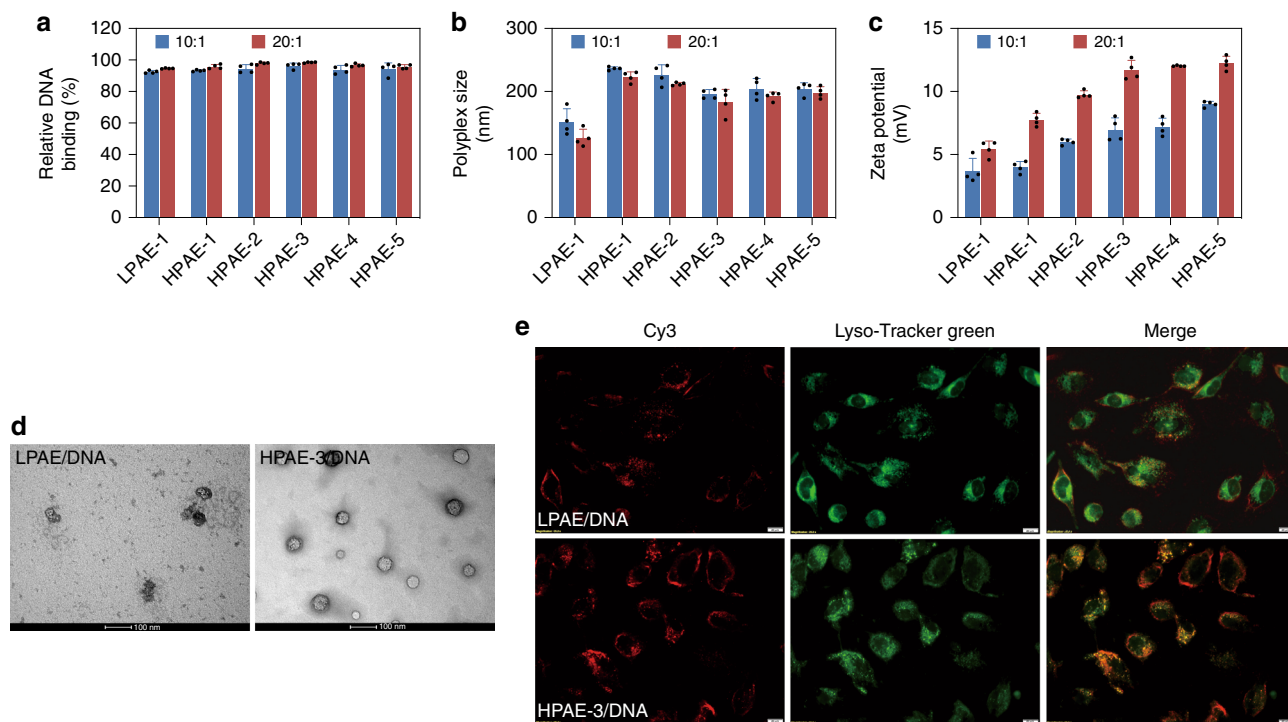 a
Relative DNA
binding (%)
120
100
80
60
40
20
0
10:1
20:1
LPAE-1
HPAE-1
HPAE-2
HPAE-3
HPAE-4
HPAE-5
b
Polyplex size
(nm)
300
200
100
0
10:1
20:1
LPAE-1
HPAE-1
HPAE-2
HPAE-3
HPAE-4
HPAE-5
c
Zeta potential
(mV)
15
10
5
0
10:1
20:1
LPAE-1
HPAE-1
HPAE-2
HPAE-3
HPAE-4
HPAE-5
d
LPAE/DNA
100 nm
HPAE-3/DNA
100 nm
e
Cy3
Lyso-Tracker green
Merge
LPAE/DNA
HPAE-3/DNA